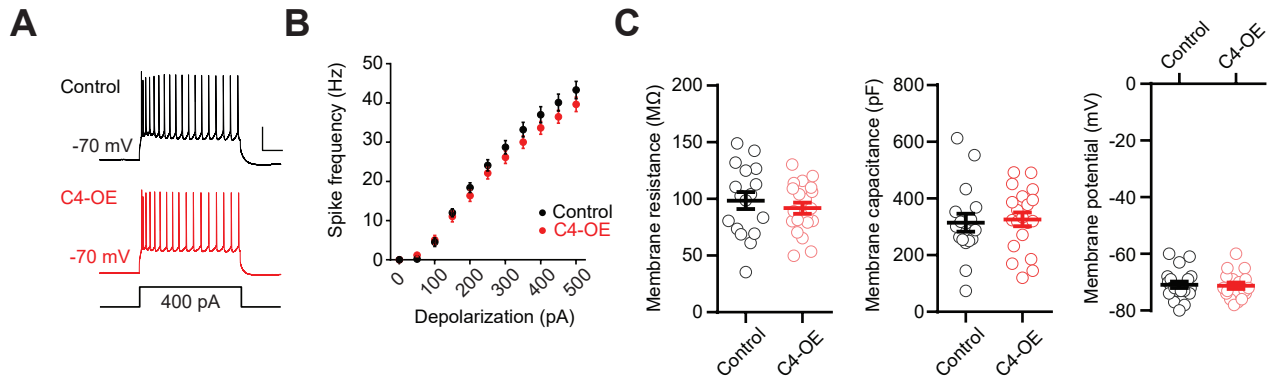 A
Control
-70 mV
C4-OE
-70 mV
400 pA
B
Spike frequency (Hz)
50
40
30
20
10
0
Control
C4-OE
0
100
200
300
400
500
Depolarization (pA)
C
Membrane resistance (MΩ)
200
150
100
50
0
Control
C4-OE
Membrane capacitance (pF)
800
600
400
200
0
Control
C4-OE
Control
C4-OE
Membrane potential (mV)
0
-20
-40
-60
-80